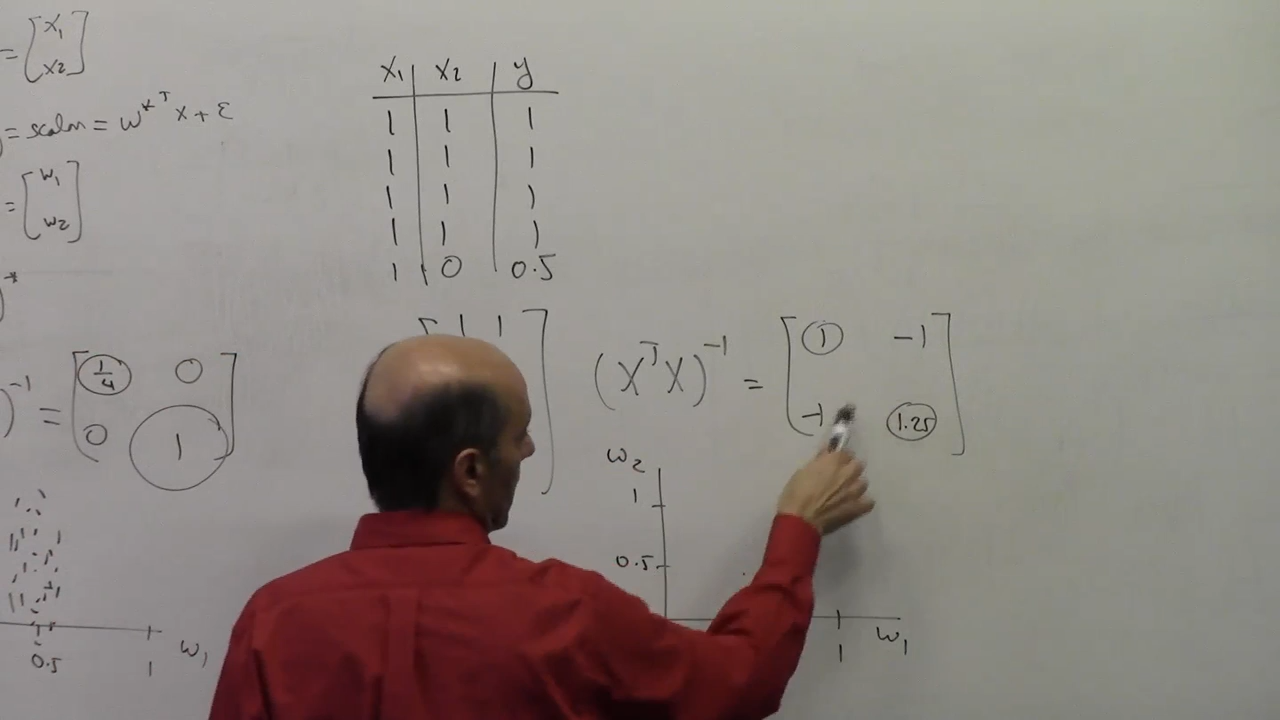 = [x₁
x₂]
= scalar = w*ᵀ x + ε
= [w₁
w₂]
x₁ | x₂ | y
1 | 1 | 1
1 | 1 | 1
1 | 1 | 1
1 | 1 | 1
1 | 0 | 0.5
)⁻¹ = [1/4 0
0 1]
1 1
(XᵀX)⁻¹ = [1 -1
-1 1.25]
0.5 1 w₁
w₂
1
0.5
1 w₁